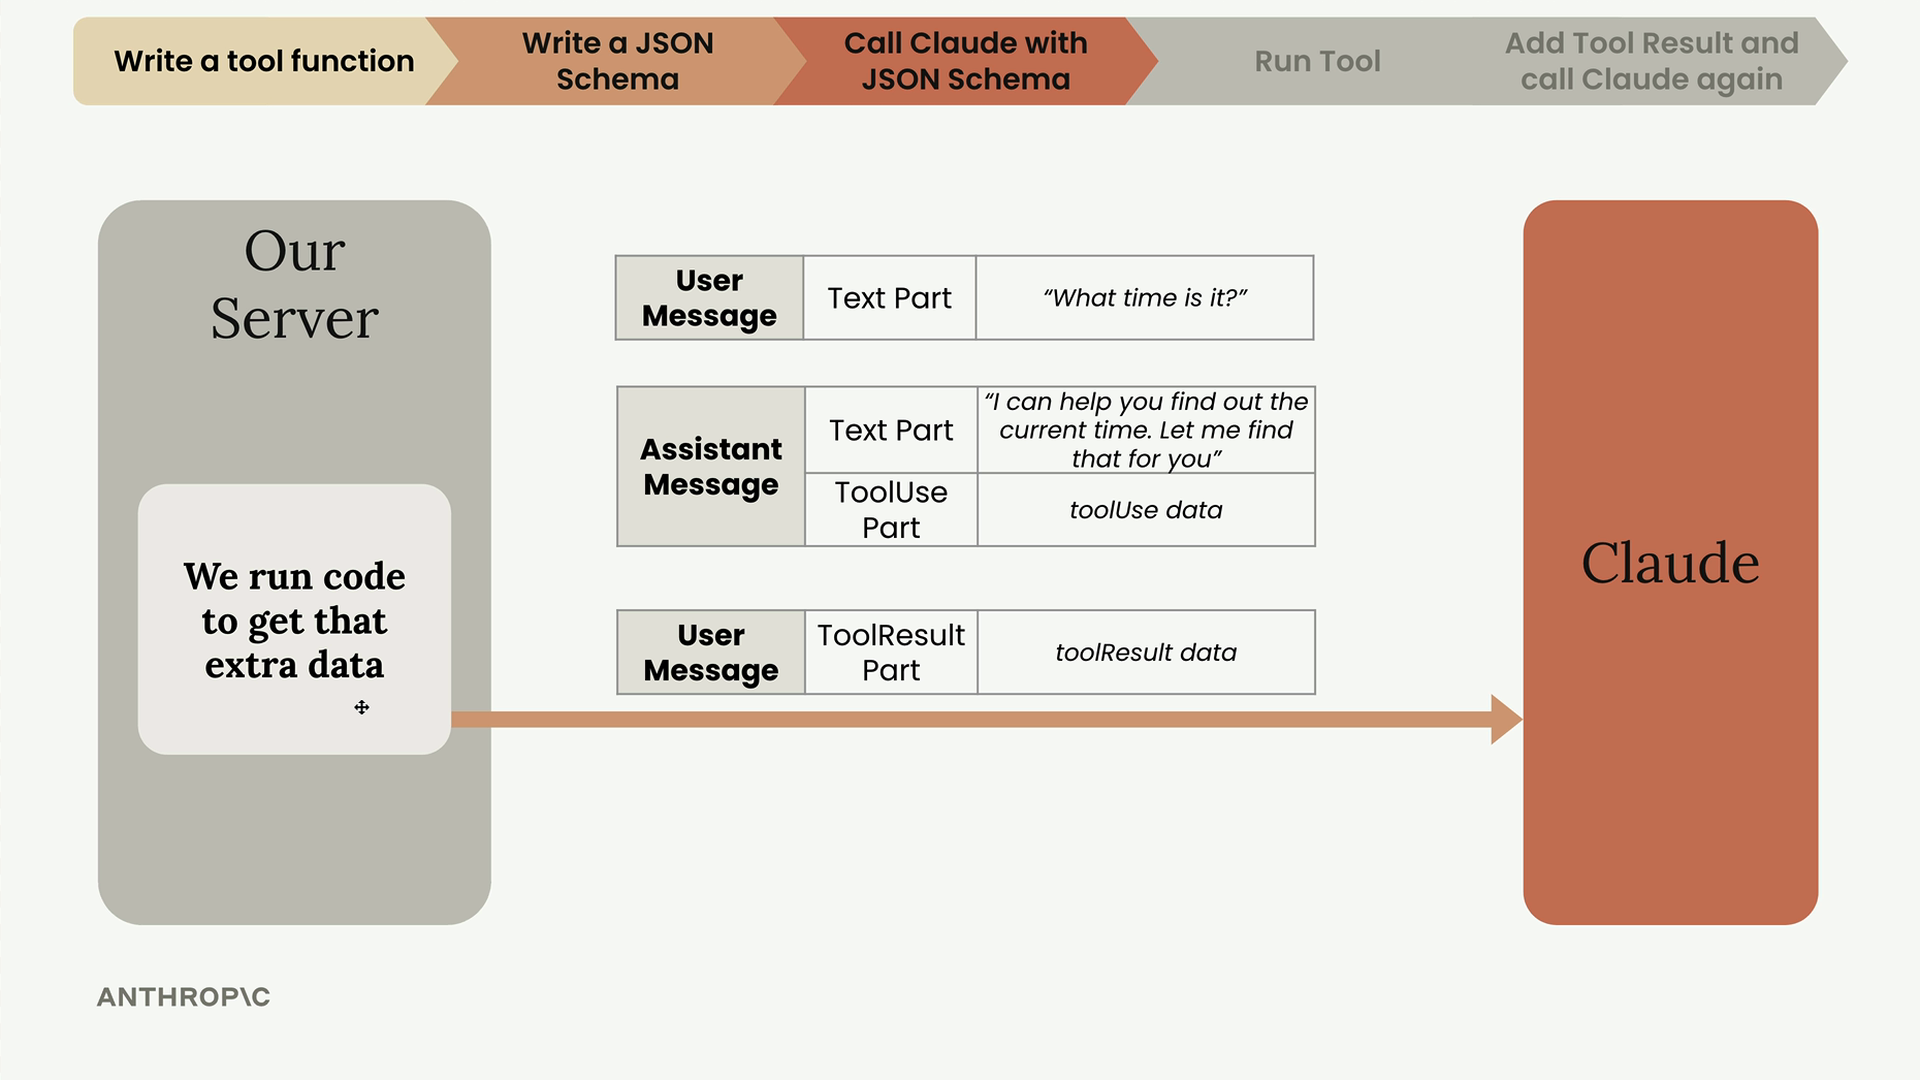 Write a tool function
Write a JSON
Schema
Call Claude with
JSON Schema
Run Tool
Add Tool Result and
call Claude again
Our
Server
We run code
to get that
extra data
User
Message
Text Part
“What time is it?”
Assistant
Message
Text Part
“I can help you find out the
current time. Let me find
that for you”
ToolUse
Part
toolUse data
User
Message
ToolResult
Part
toolResult data
Claude
ANTHROP\C